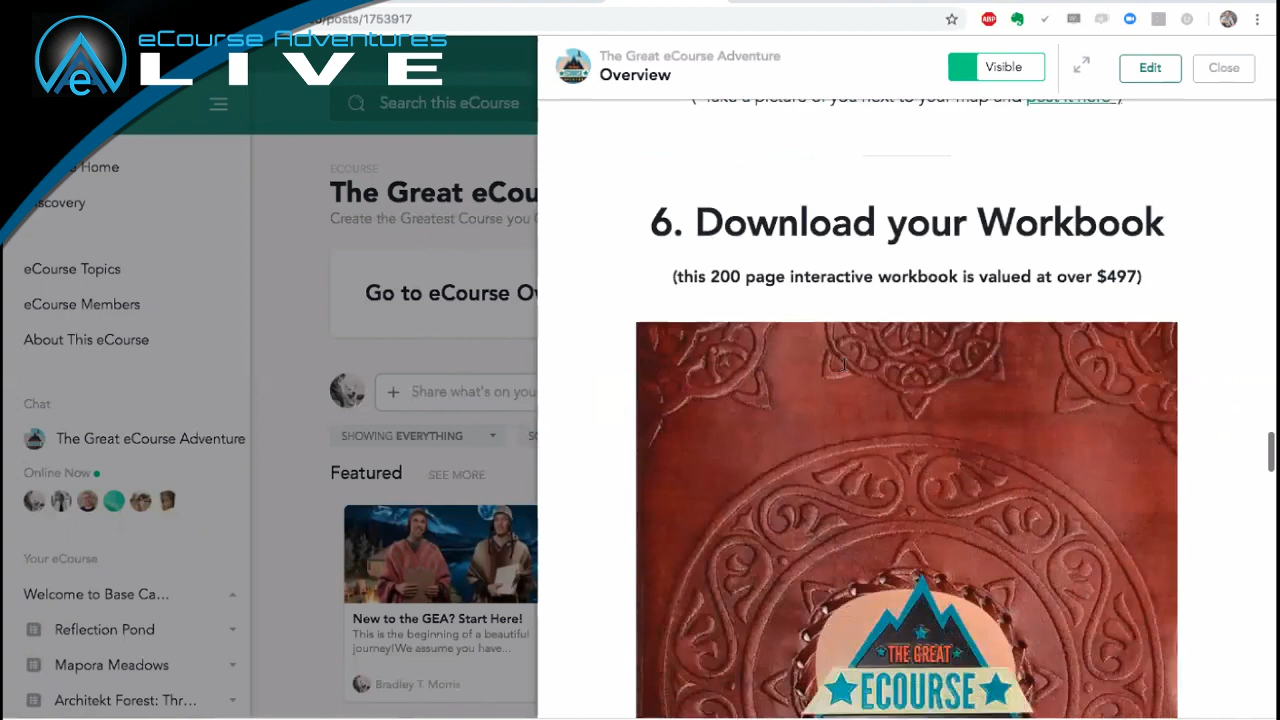 /posts/1753917
ABP
eCourse Adventures
LIVE
The Great eCourse Adventure
Overview
Visible
Edit
Close
Search this eCourse
post it here
Home
ECOURSE
The Great eCou
Create the Greatest Course you
6. Download your Workbook
(this 200 page interactive workbook is valued at over $497)
eCourse Topics
eCourse Members
About This eCourse
Go to eCourse Ov
Chat
The Great eCourse Adventure
Online Now
+ Share what's on you
SHOWING EVERYTHING
Featured
SEE MORE
Your eCourse
Welcome to Base Ca...
Reflection Pond
Mapora Meadows
Architekt Forest: Thr...
New to the GEA? Start Here!
This is the beginning of a beautiful
journey!We assume you have...
Bradley T. Morris
THE GREAT
ECOURSE